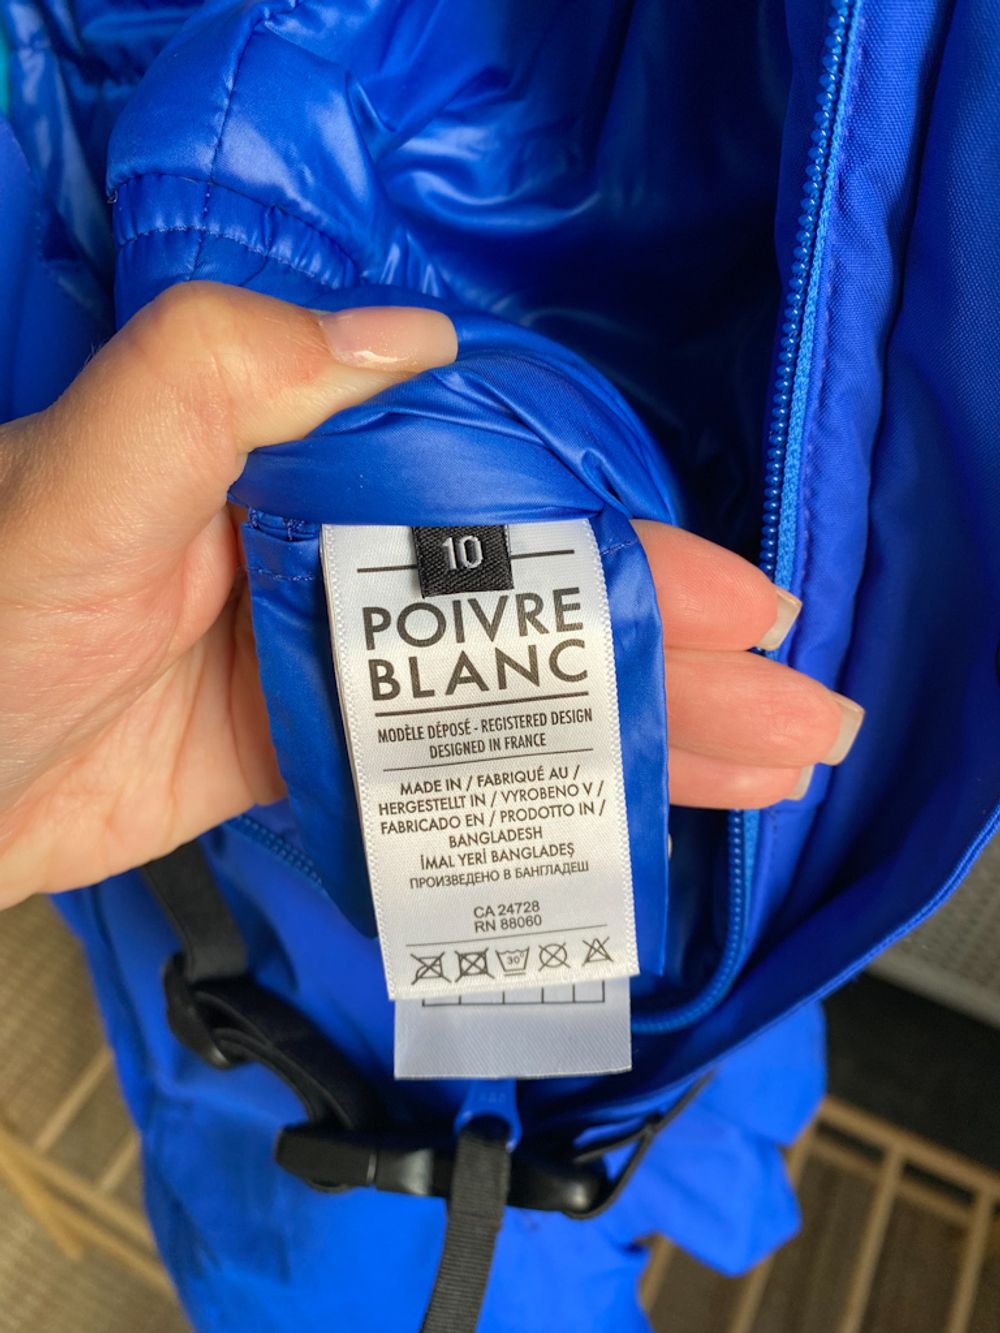 10
POIVRE
BLANC
MODÈLE DÉPOSÉ - REGISTERED DESIGN
DESIGNED IN FRANCE
MADE IN / FABRIQUÉ AU /
HERGESTELLT IN / VYROBENO V /
FABRICADO EN / PRODOTTO IN /
BANGLADESH
İMAL YERİ BANGLADEŞ
ПРОИЗВЕДЕНО В БАНГЛАДЕШ
CA 24728
RN 88060
30°